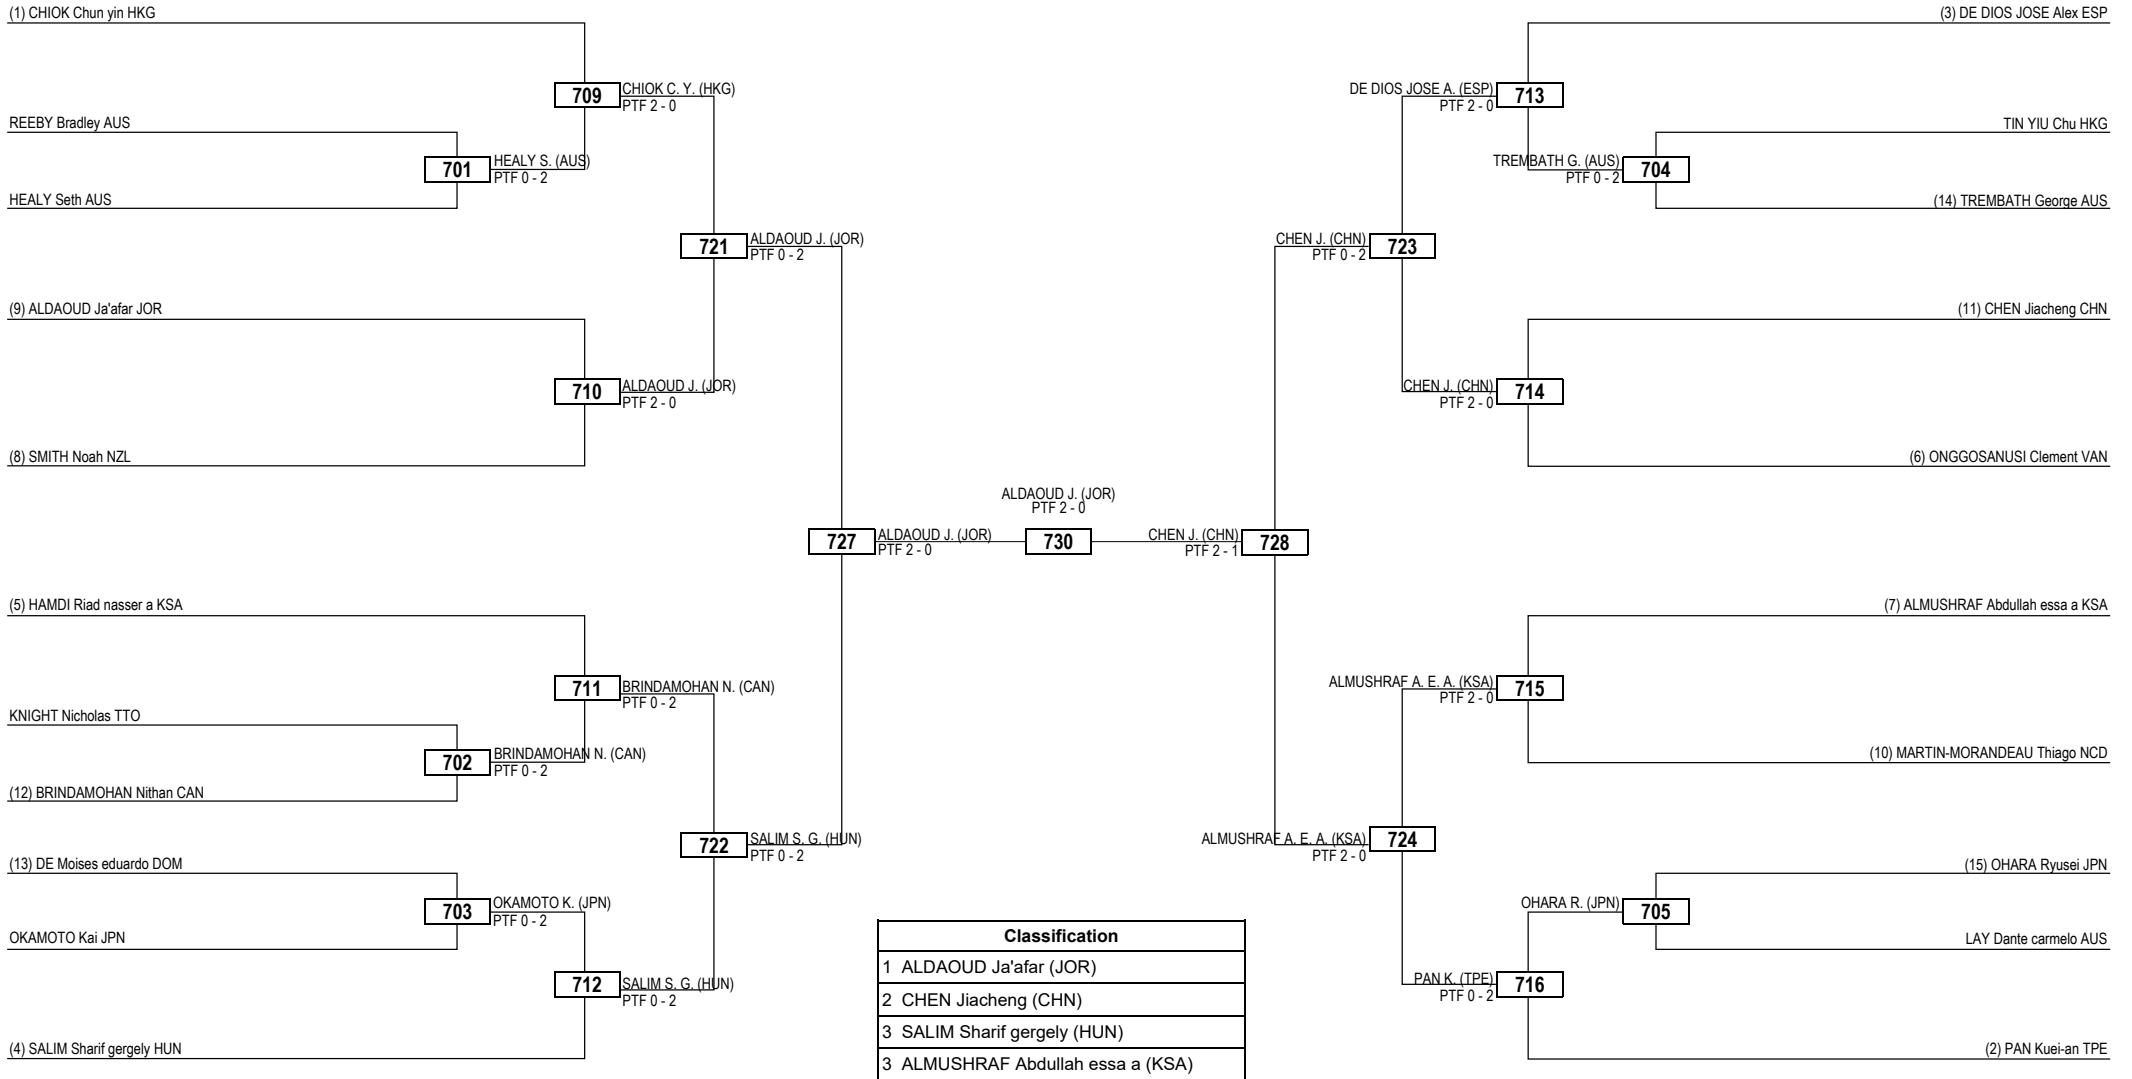 (1) CHIOK Chun yin HKG
REEBY Bradley AUS
HEALY Seth AUS
(9) ALDAOUD Ja'afar JOR
(8) SMITH Noah NZL
(5) HAMDI Riad nasser a KSA
KNIGHT Nicholas TTO
(12) BRINDAMOHAN Nithan CAN
(13) DE Moises eduardo DOM
OKAMOTO Kai JPN
(4) SALIM Sharif gergely HUN
701
HEALY S. (AUS)
PTF 0 - 2
702
BRINDAMOHAN N. (CAN)
PTF 0 - 2
703
OKAMOTO K. (JPN)
PTF 0 - 2
709
CHIOK C. Y. (HKG)
PTF 2 - 0
710
ALDAOUD J. (JOR)
PTF 2 - 0
711
BRINDAMOHAN N. (CAN)
PTF 0 - 2
712
SALIM S. G. (HUN)
PTF 0 - 2
721
ALDAOUD J. (JOR)
PTF 0 - 2
722
SALIM S. G. (HUN)
PTF 0 - 2
727
ALDAOUD J. (JOR)
PTF 2 - 0
ALDAOUD J. (JOR)
PTF 2 - 0
730
CHEN J. (CHN)
PTF 2 - 1
728
CHEN J. (CHN)
PTF 0 - 2
723
ALMUSHRAF A. E. A. (KSA)
PTF 2 - 0
724
DE DIOS JOSE A. (ESP)
PTF 2 - 0
713
CHEN J. (CHN)
PTF 2 - 0
714
ALMUSHRAF A. E. A. (KSA)
PTF 2 - 0
715
PAN K. (TPE)
PTF 0 - 2
716
TREMBATH G. (AUS)
PTF 0 - 2
704
OHARA R. (JPN)
705
(3) DE DIOS JOSE Alex ESP
TIN YIU Chu HKG
(14) TREMBATH George AUS
(11) CHEN Jiacheng CHN
(6) ONGGOSANUSI Clement VAN
(7) ALMUSHRAF Abdullah essa a KSA
(10) MARTIN-MORANDEAU Thiago NCD
(15) OHARA Ryusei JPN
LAY Dante carmelo AUS
(2) PAN Kuei-an TPE
Classification
1 ALDAOUD Ja'afar (JOR)
2 CHEN Jiacheng (CHN)
3 SALIM Sharif gergely (HUN)
3 ALMUSHRAF Abdullah essa a (KSA)